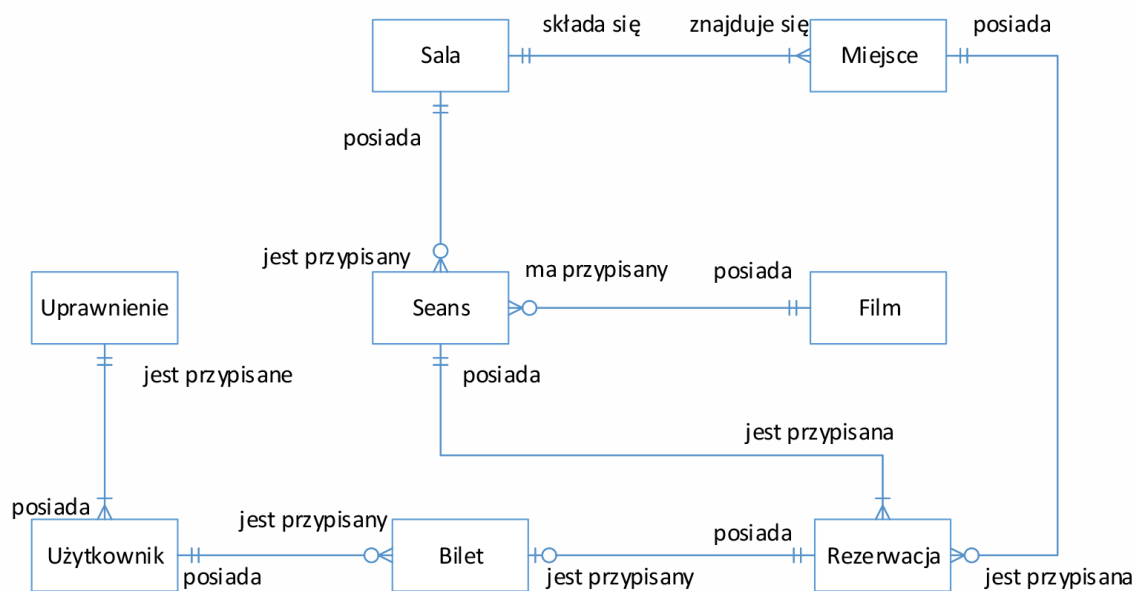 składa się
znajduje się
posiada
Sala
Miejsce
posiada
jest przypisany
ma przypisany
posiada
Uprawnienie
Seans
Film
jest przypisane
posiada
jest przypisana
posiada
jest przypisany
posiada
Użytkownik
Bilet
Rezerwacja
posiada
jest przypisany
jest przypisana